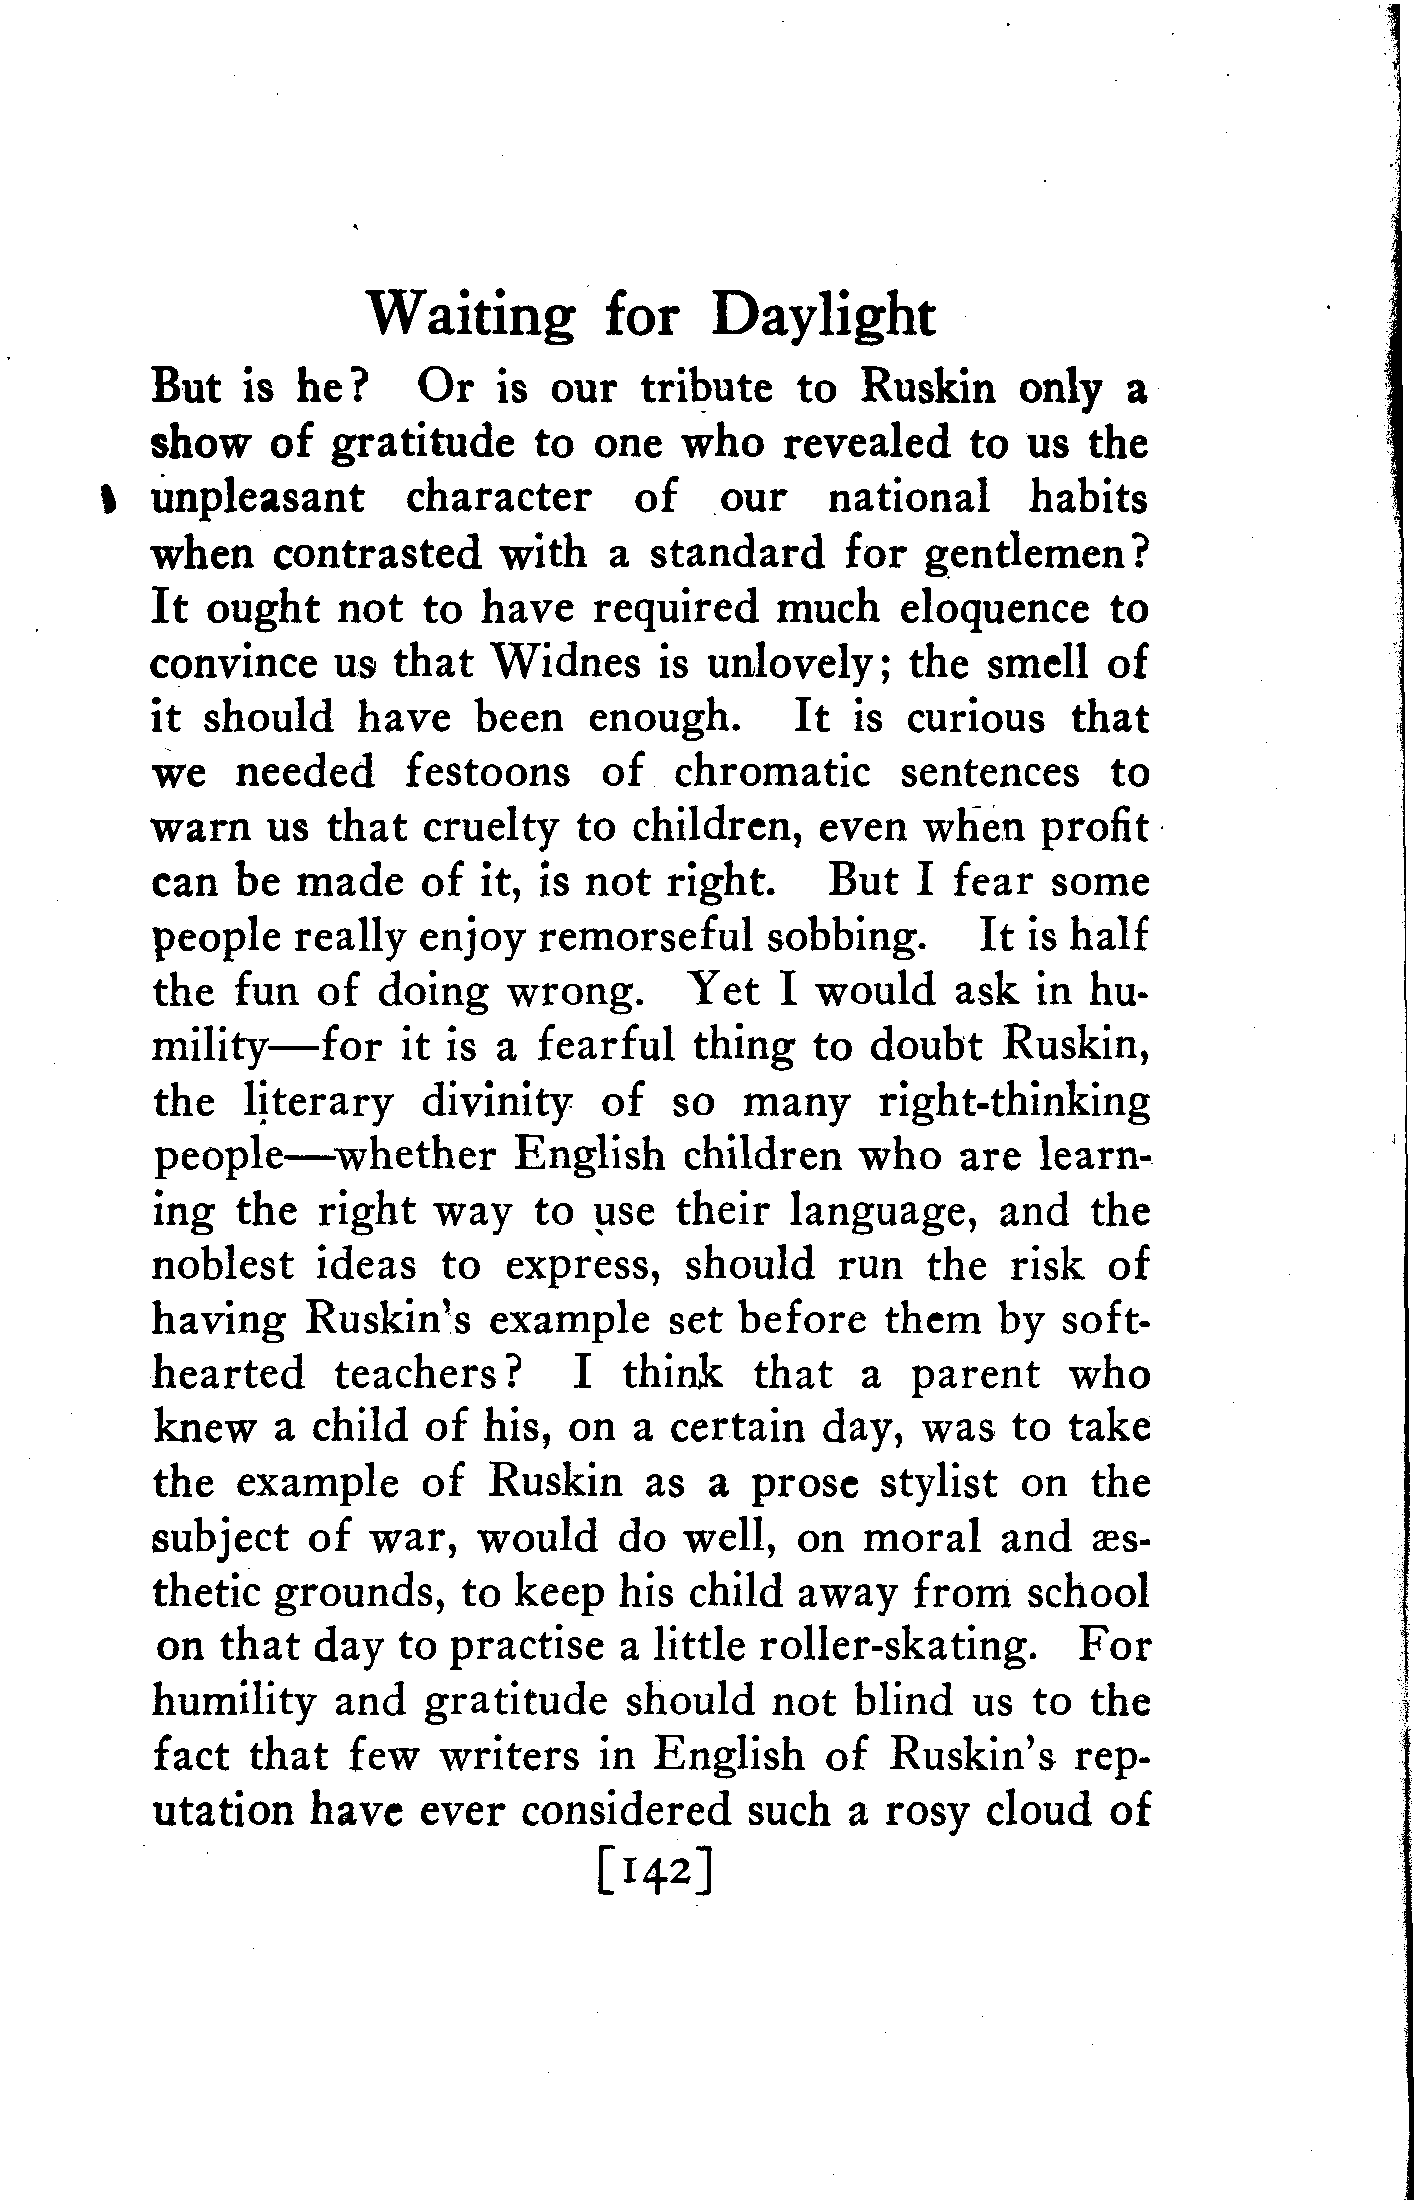 Waiting for Daylight
But is he? Or is our tribute to Ruskin only a
show of gratitude to one who revealed to us the
unpleasant character of our national habits
when contrasted with a standard for gentlemen?
It ought not to have required much eloquence to
convince us that Widnes is unlovely; the smell of
it should have been enough. It is curious that
we needed festoons of chromatic sentences to
warn us that cruelty to children, even when profit
can be made of it, is not right. But I fear some
people really enjoy remorseful sobbing. It is half
the fun of doing wrong. Yet I would ask in hu-
mility—for it is a fearful thing to doubt Ruskin,
the literary divinity of so many right-thinking
people—whether English children who are learn-
ing the right way to use their language, and the
noblest ideas to express, should run the risk of
having Ruskin's example set before them by soft-
hearted teachers? I think that a parent who
knew a child of his, on a certain day, was to take
the example of Ruskin as a prose stylist on the
subject of war, would do well, on moral and æs-
thetic grounds, to keep his child away from school
on that day to practise a little roller-skating. For
humility and gratitude should not blind us to the
fact that few writers in English of Ruskin's rep-
utation have ever considered such a rosy cloud of
[142]